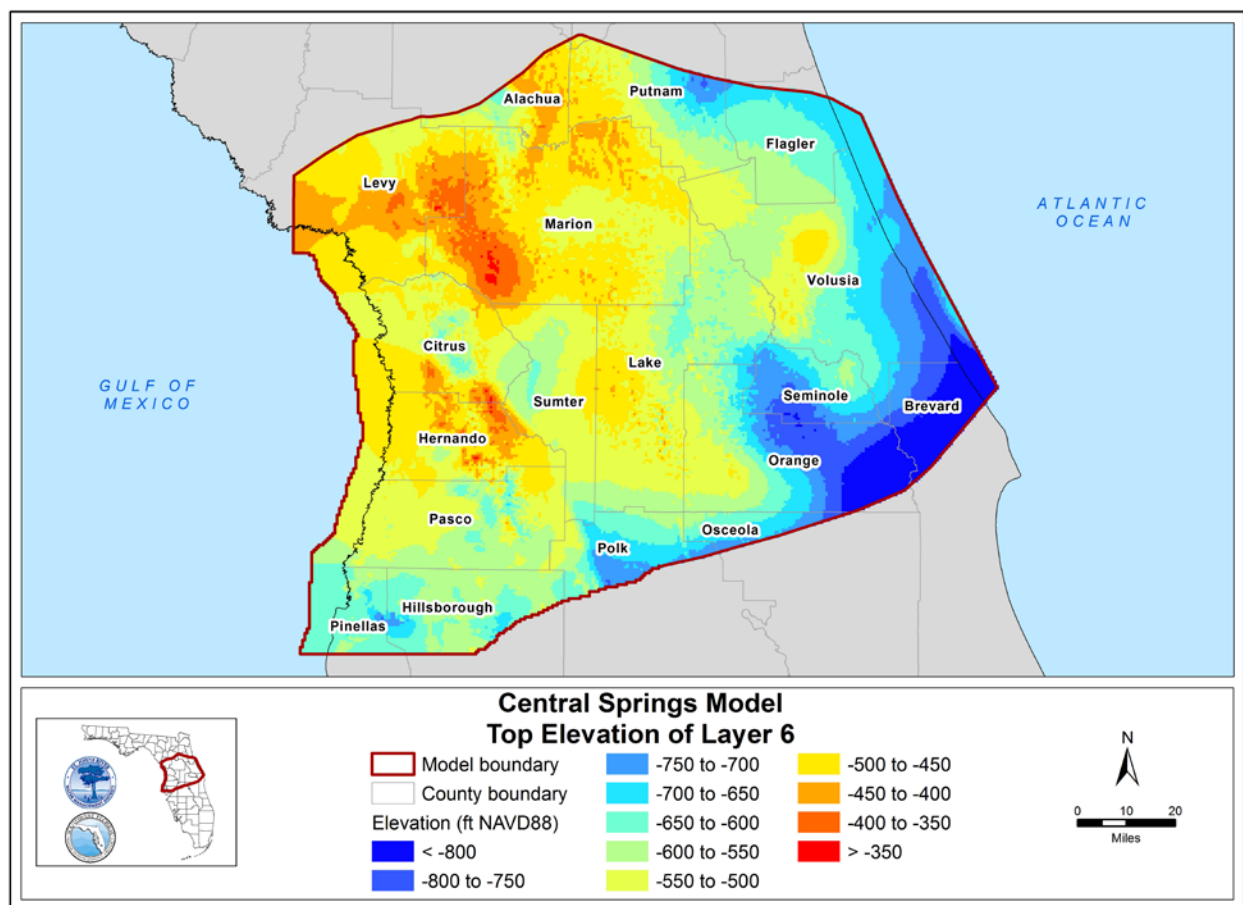 Alachua
Putnam
Flagler
Levy
Marion
ATLANTIC
OCEAN
Volusia
Citrus
Lake
GULF OF
MEXICO
Sumter
Seminole
Brevard
Hernando
Orange
Pasco
Osceola
Polk
Hillsborough
Pinellas
Central Springs Model
Top Elevation of Layer 6
Model boundary
County boundary
Elevation (ft NAVD88)
< -800
-800 to -750
-750 to -700
-700 to -650
-650 to -600
-600 to -550
-550 to -500
-500 to -450
-450 to -400
-400 to -350
> -350
N
0 10 20
Miles